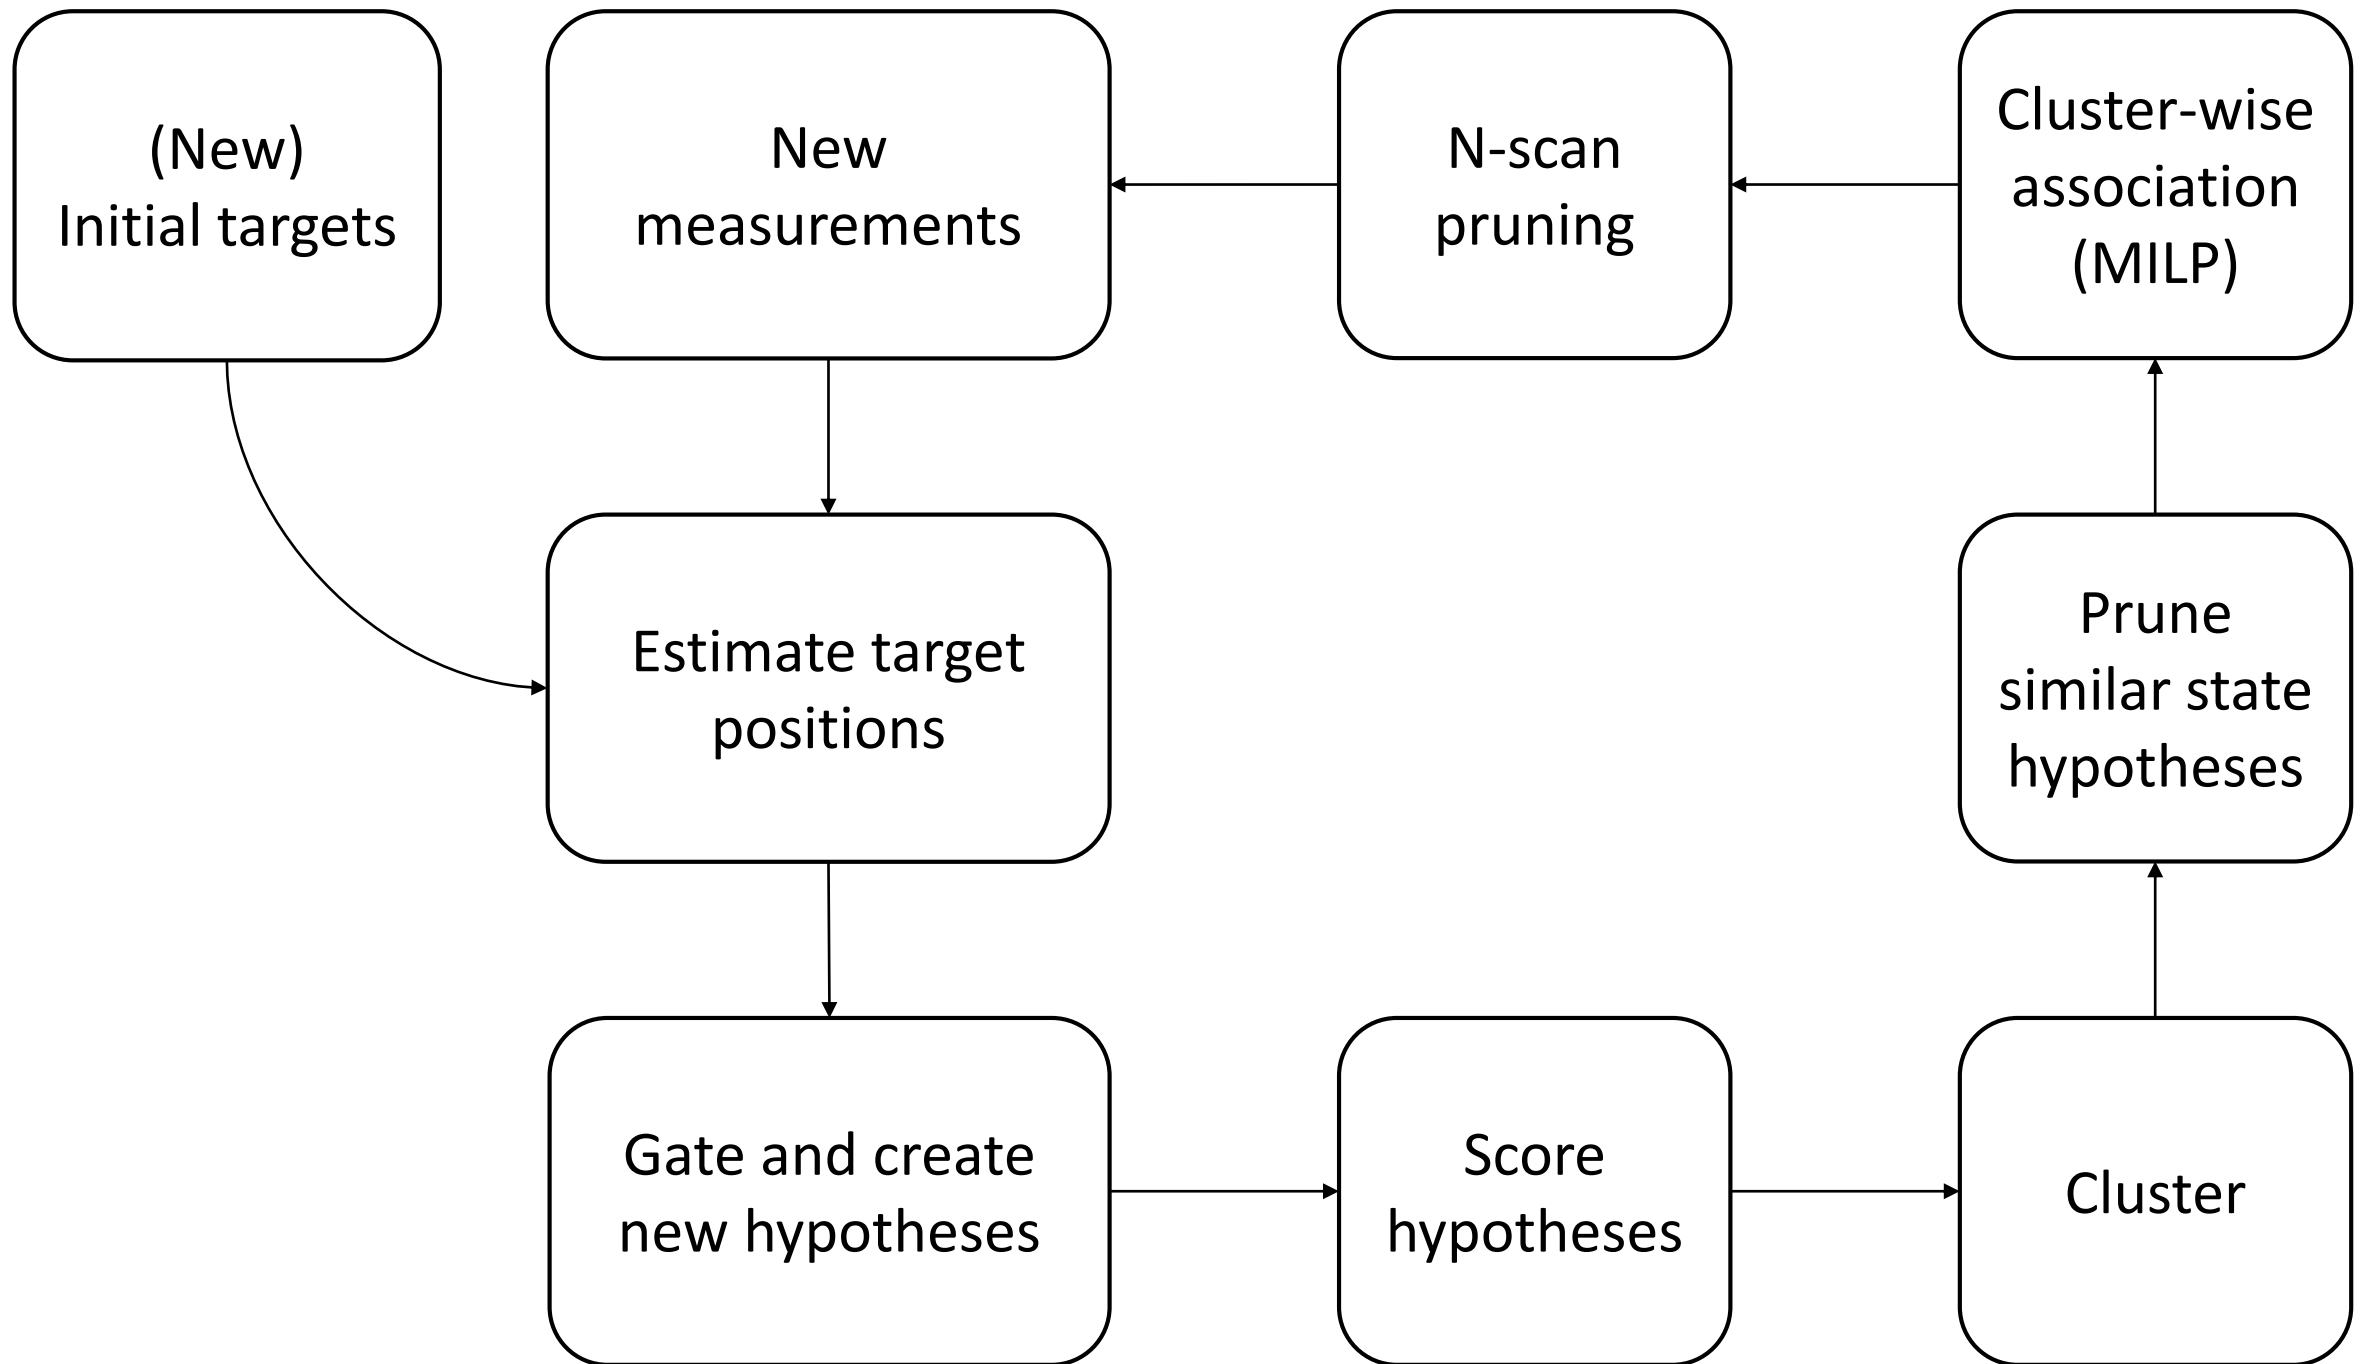 (New)
Initial targets
New
measurements
N-scan
pruning
Cluster-wise
association
(MILP)
Estimate target
positions
Prune
similar state
hypotheses
Gate and create
new hypotheses
Score
hypotheses
Cluster